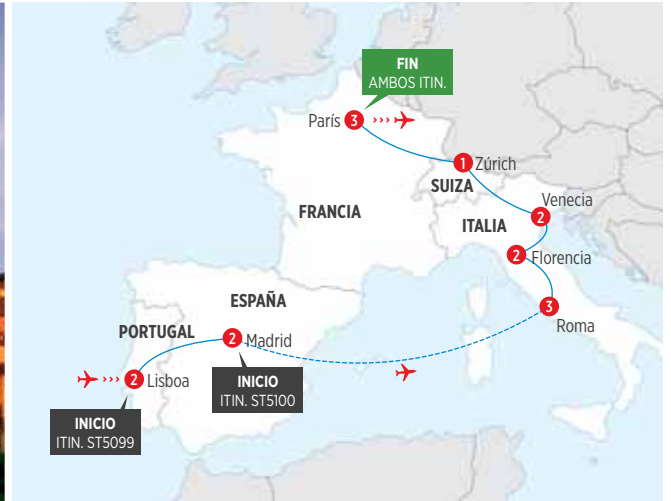 FIN
AMBOS ITIN.
París 3
1 Zúrich
SUIZA
Venecia
2
FRANCIA
ITALIA
2 Florencia
3
Roma
ESPAÑA
PORTUGAL
2 Madrid
2 Lisboa
INICIO
ITIN. ST5100
INICIO
ITIN. ST5099